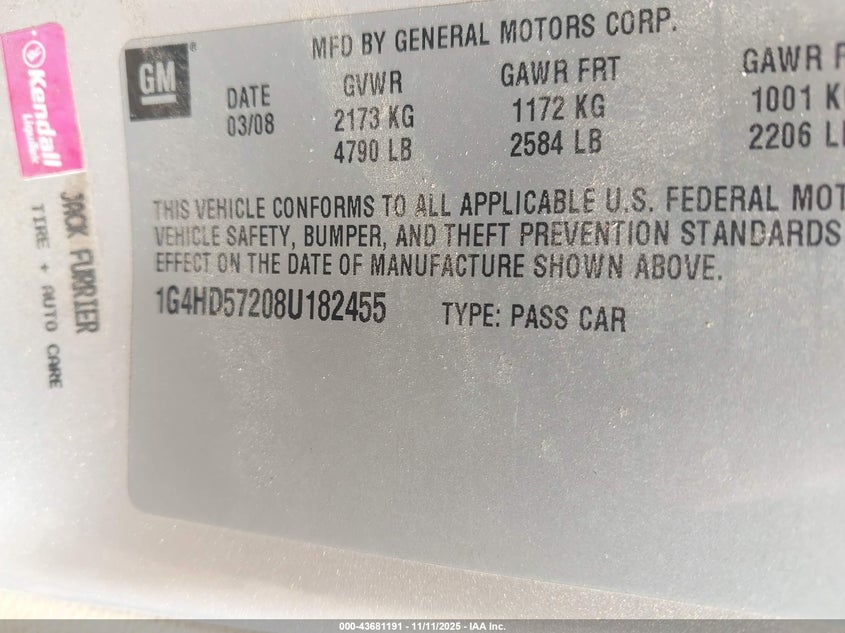 MFD BY GENERAL MOTORS CORP.
GM ®
DATE GVWR GAWR FRT GAWR
03/08 2173 KG 1172 KG 1001
4790 LB 2584 LB 2206
THIS VEHICLE CONFORMS TO ALL APPLICABLE U.S. FEDERAL
VEHICLE SAFETY, BUMPER, AND THEFT PREVENTION STANDARDS
EFFECT ON THE DATE OF MANUFACTURE SHOWN ABOVE.
1G4HD57208U182455 TYPE: PASS CAR
Kendall
LiquiTek
JACK FURRIER
TIRE + AUTO CARE
000-43681191 - 11/11/2025 - IAA Inc.